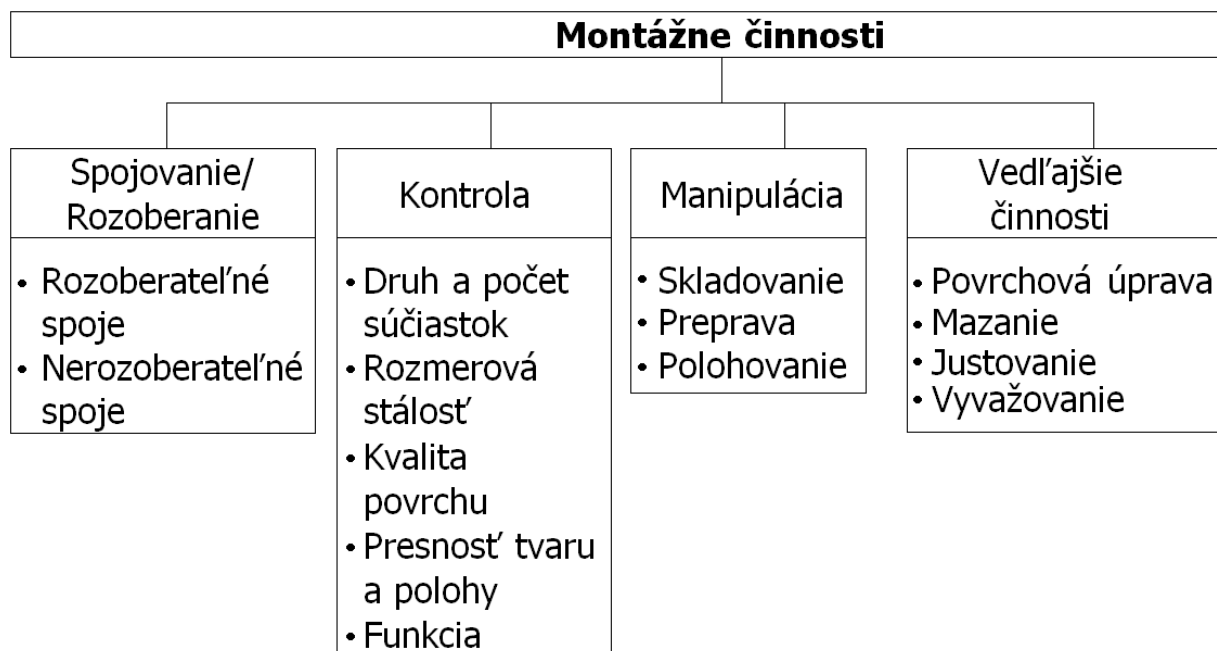 Montážne činnosti
Spojovanie/
Rozoberanie
• Rozoberateľné
spoje
• Nerozoberateľné
spoje
Kontrola
• Druh a počet
súčiastok
• Rozmerová
stálosť
• Kvalita
povrchu
• Presnosť tvaru
a polohy
• Funkcia
Manipulácia
• Skladovanie
• Preprava
• Polohovanie
Vedľajšie
činnosti
• Povrchová úprava
• Mazanie
• Justovanie
• Vyvažovanie